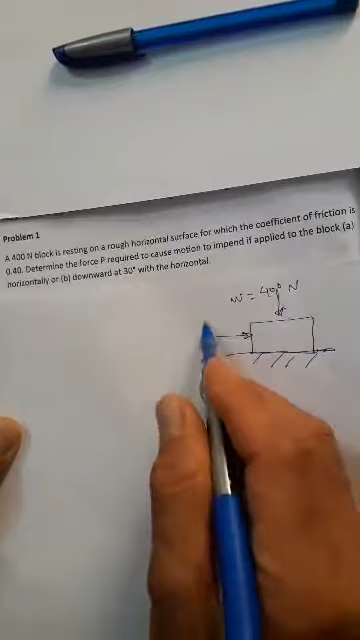 Problem 1
A 400 N block is resting on a rough horizontal surface for which the coefficient of friction is
0.40. Determine the force P required to cause motion to impend if applied to the block (a)
horizontally or (b) downward at 30° with the horizontal.
W = 400 N